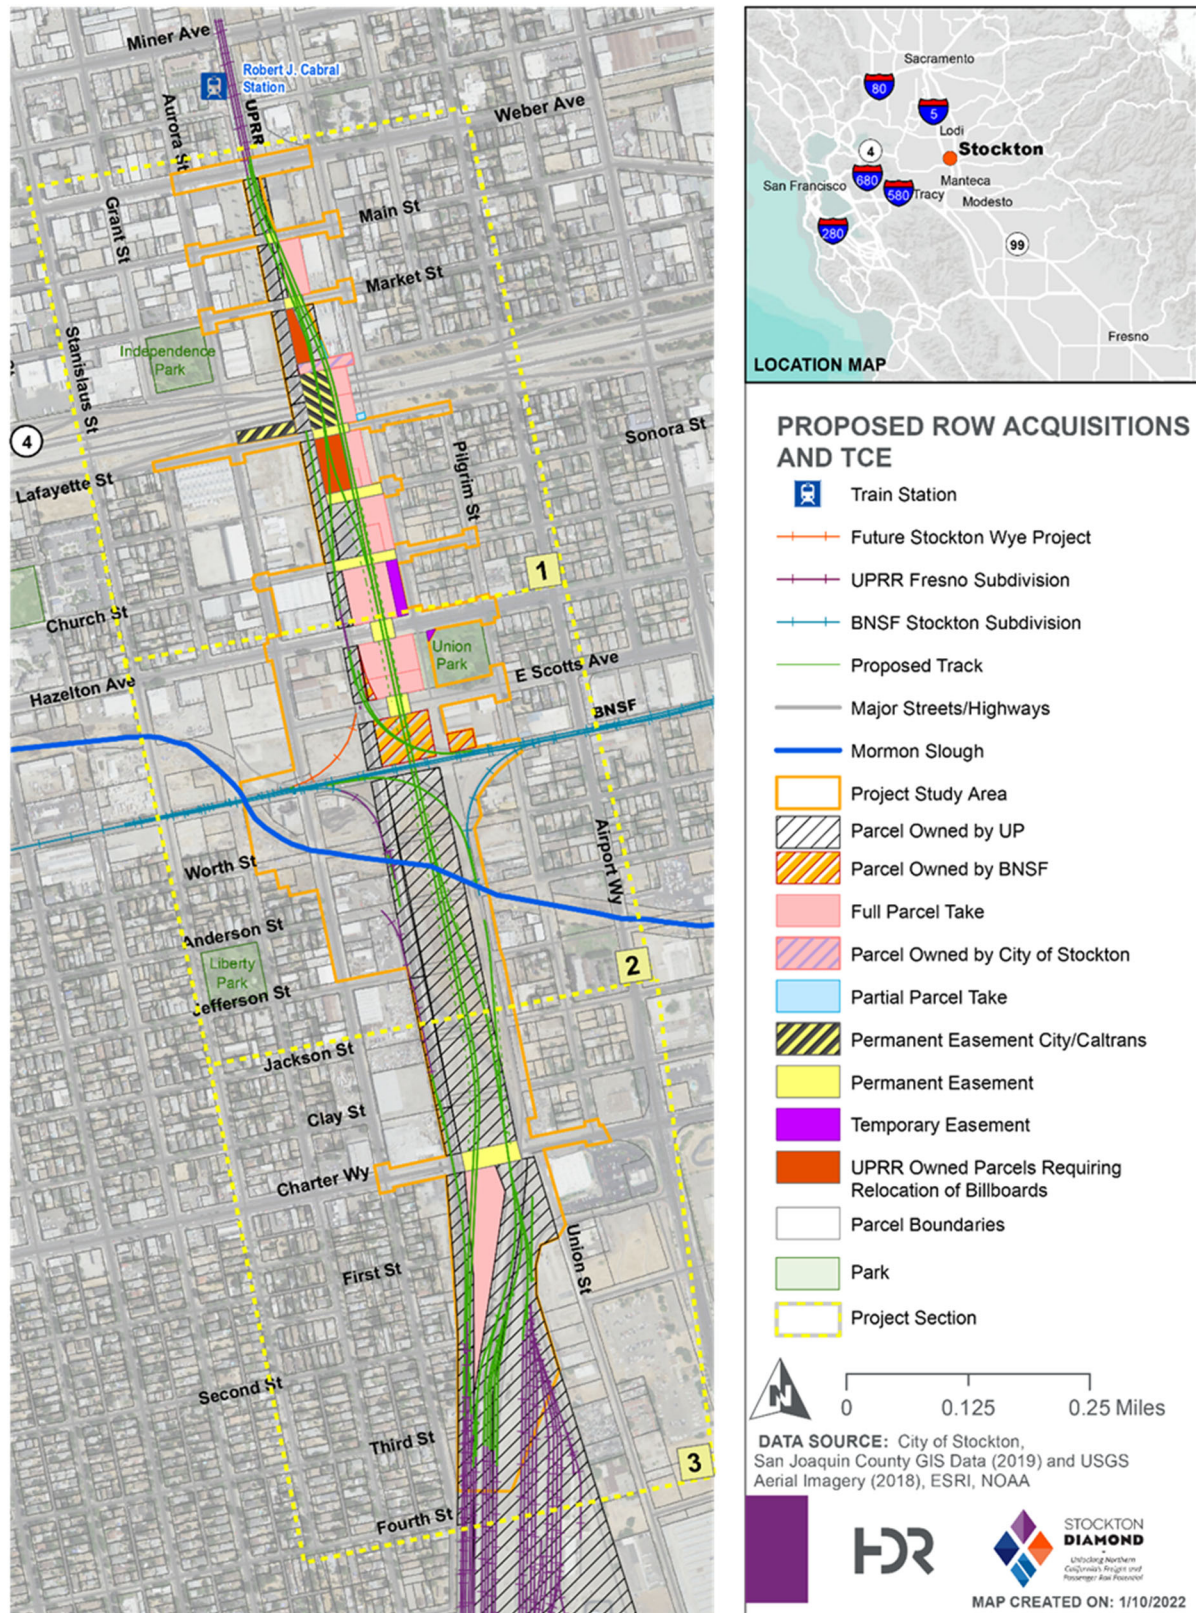 Miner Ave
Robert J. Cabral
Station
Aurora St
UPRR
Weber Ave
Grant St
Main St
Market St
Independence
Park
Stanislaus St
4
Lafayette St
Sonora St
Pilgrim St
1
Church St
Union
Park
Hazelton Ave
E Scotts Ave
BNSF
Worth St
Airport Wy
Anderson St
Liberty
Park
Jefferson St
2
Jackson St
Clay St
Charter Wy
Union St
First St
Second St
Third St
3
Fourth St
Sacramento
80
5
Lodi
4
Stockton
680
San Francisco
580
Tracy
Manteca
Modesto
280
99
Fresno
LOCATION MAP
PROPOSED ROW ACQUISITIONS
AND TCE
Train Station
Future Stockton Wye Project
UPRR Fresno Subdivision
BNSF Stockton Subdivision
Proposed Track
Major Streets/Highways
Mormon Slough
Project Study Area
Parcel Owned by UP
Parcel Owned by BNSF
Full Parcel Take
Parcel Owned by City of Stockton
Partial Parcel Take
Permanent Easement City/Caltrans
Permanent Easement
Temporary Easement
UPRR Owned Parcels Requiring
Relocation of Billboards
Parcel Boundaries
Park
Project Section
N
0 0.125 0.25 Miles
DATA SOURCE: City of Stockton,
San Joaquin County GIS Data (2019) and USGS
Aerial Imagery (2018), ESRI, NOAA
HDR
STOCKTON
DIAMOND
Unlocking Northern
California's Freight and
Passenger Rail Potential
MAP CREATED ON: 1/10/2022